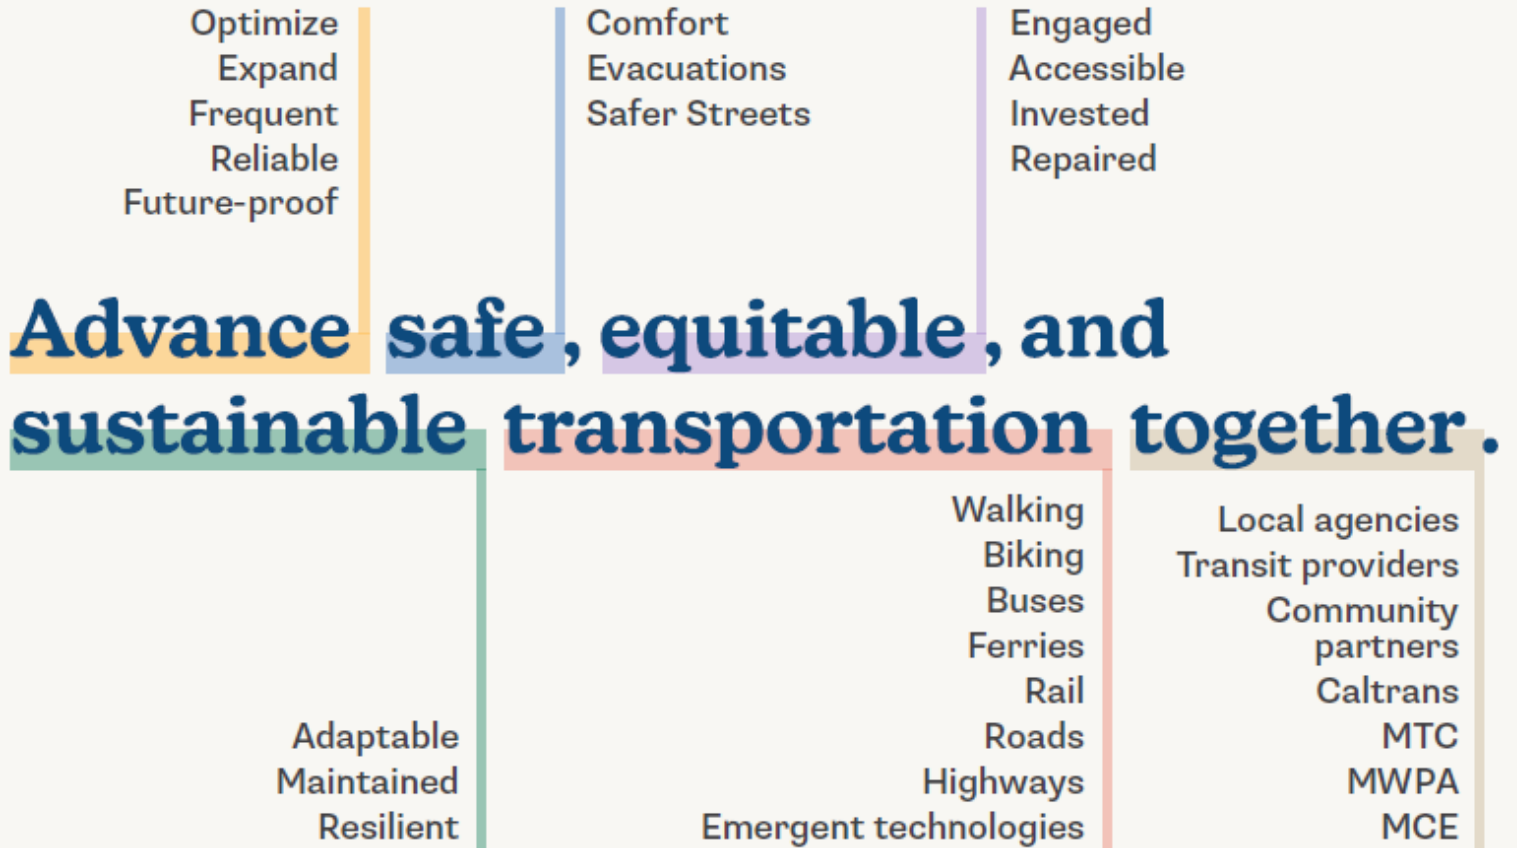 Optimize
Expand
Frequent
Reliable
Future-proof
Comfort
Evacuations
Safer Streets
Engaged
Accessible
Invested
Repaired
Advance safe, equitable, and
sustainable transportation together.
Adaptable
Maintained
Resilient
Walking
Biking
Buses
Ferries
Rail
Roads
Highways
Emergent technologies
Local agencies
Transit providers
Community
partners
Caltrans
MTC
MWPA
MCE